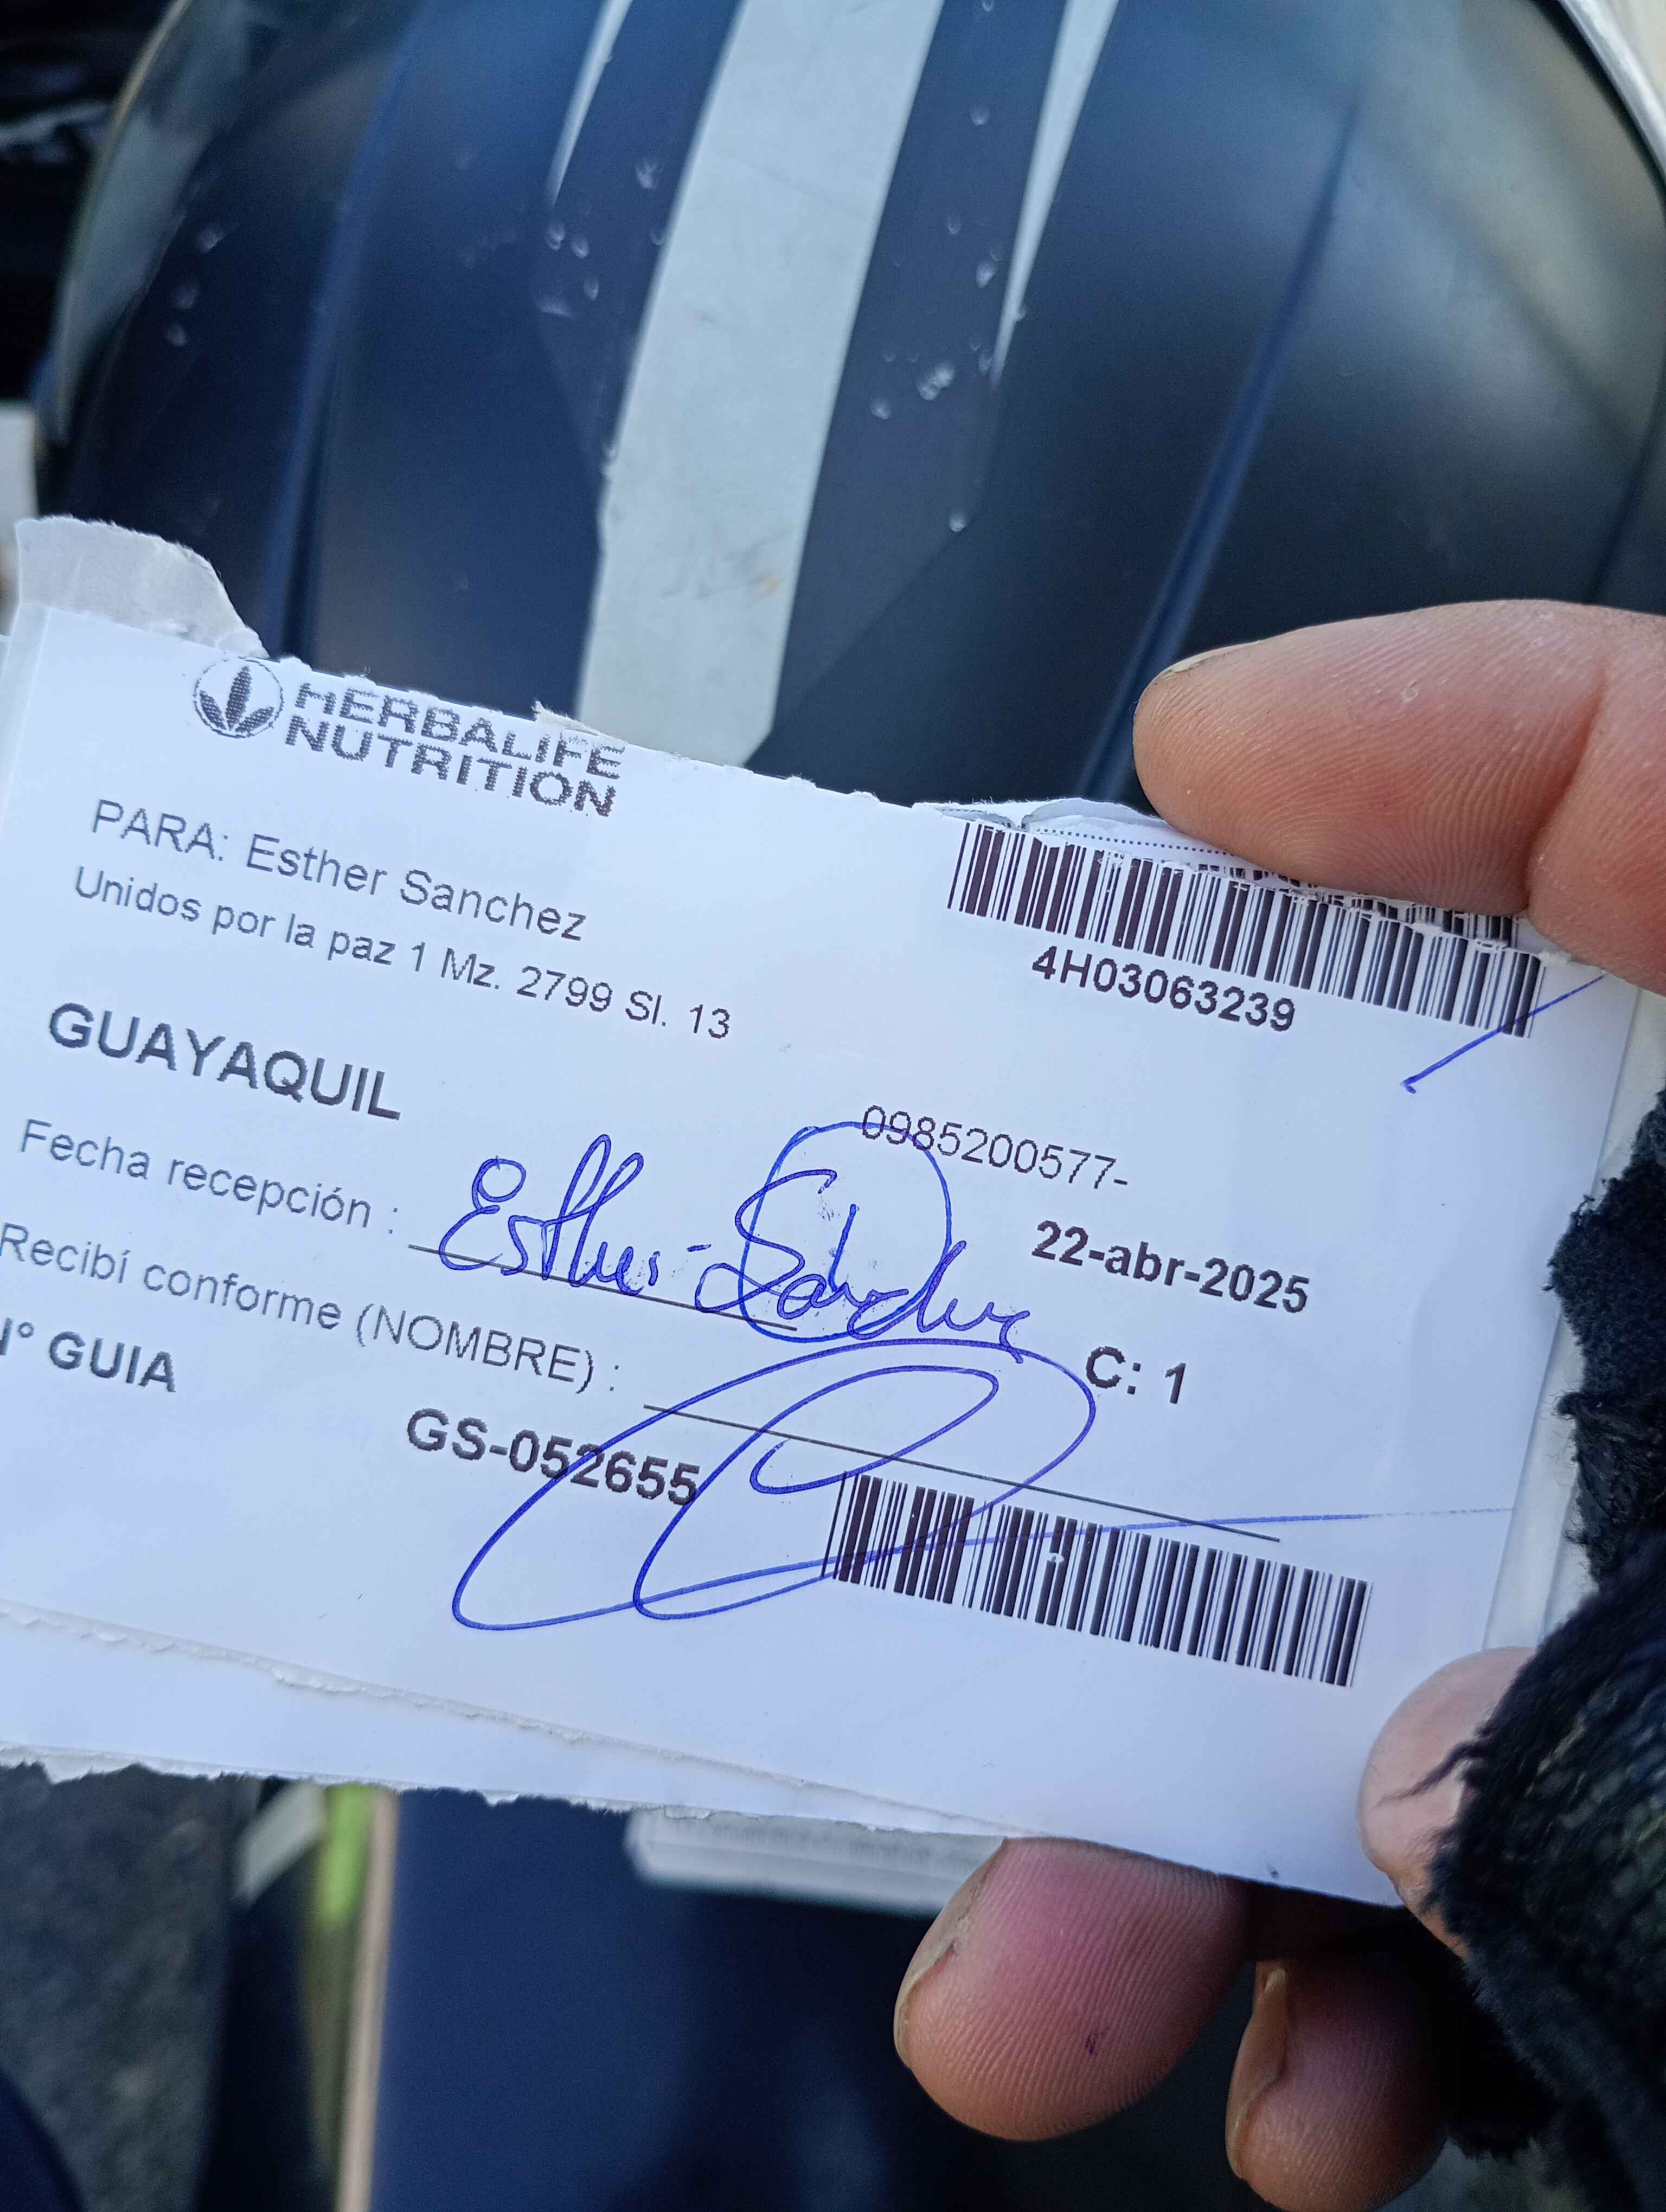 HERBALIFE
NUTRITION
PARA: Esther Sanchez
Unidos por la paz 1 Mz. 2799 Sl. 13
4H03063239
GUAYAQUIL
0985200577-
Fecha recepción : Esther Sánchez
22-abr-2025
Recibí conforme (NOMBRE) :
C: 1
N° GUIA
GS-052655